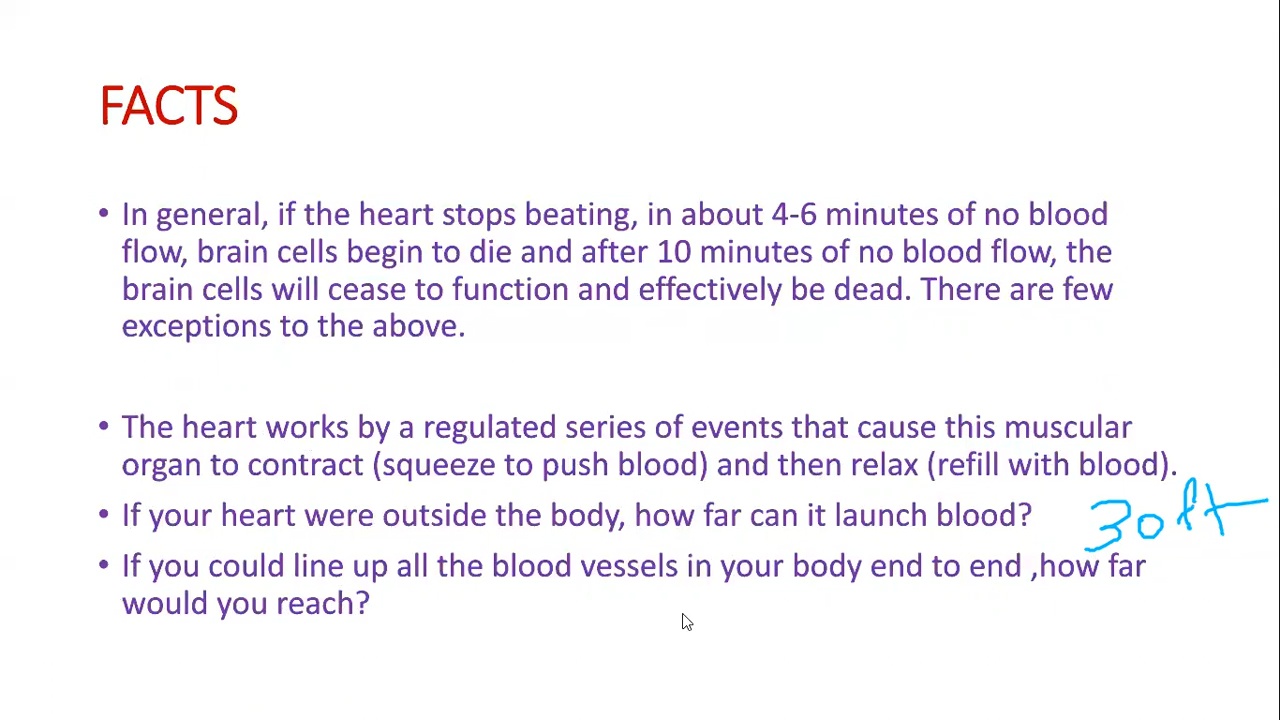 FACTS
• In general, if the heart stops beating, in about 4-6 minutes of no blood
flow, brain cells begin to die and after 10 minutes of no blood flow, the
brain cells will cease to function and effectively be dead. There are few
exceptions to the above.
• The heart works by a regulated series of events that cause this muscular
organ to contract (squeeze to push blood) and then relax (refill with blood).
• If your heart were outside the body, how far can it launch blood? 30 ft
• If you could line up all the blood vessels in your body end to end ,how far
would you reach?